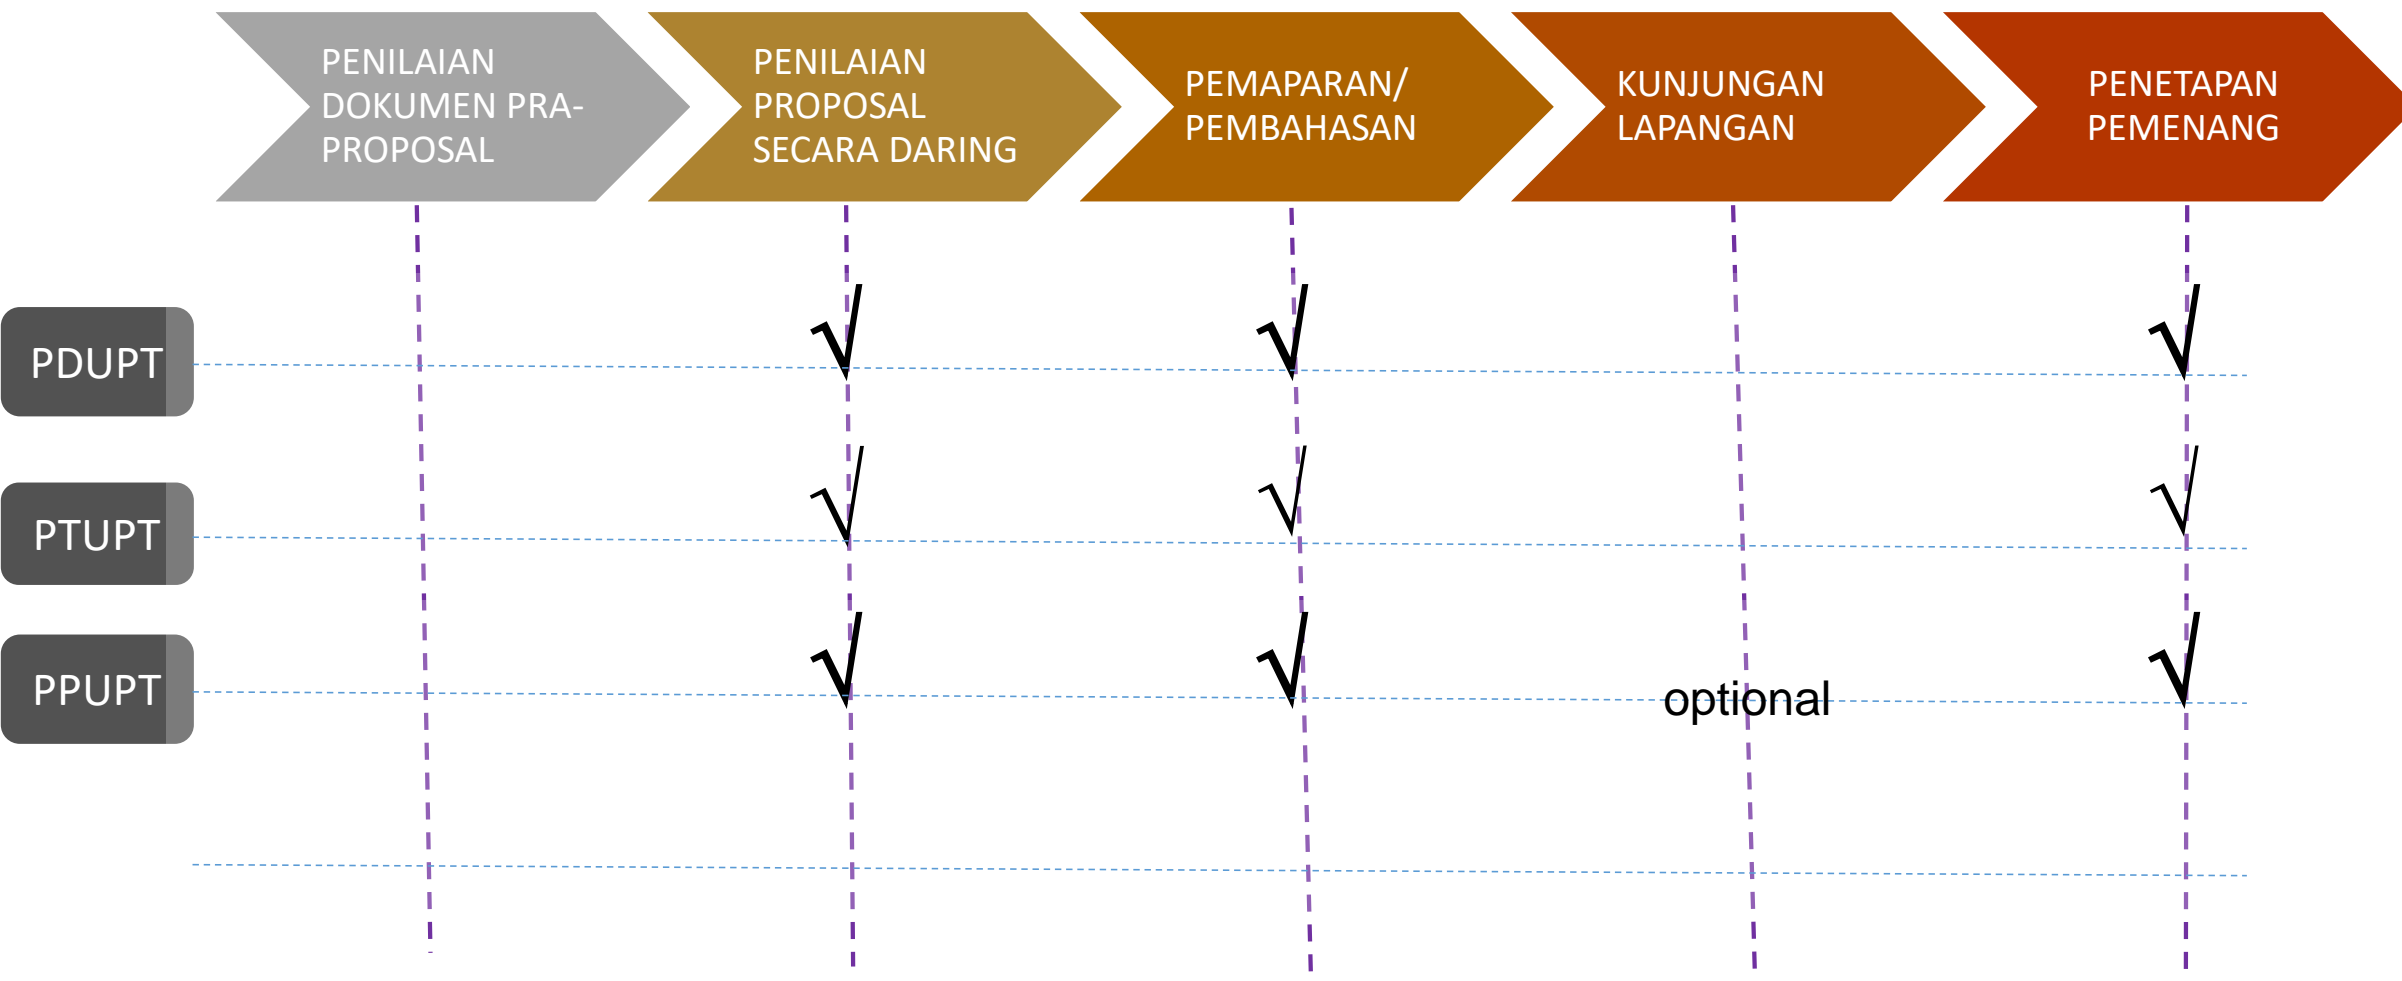 PENILAIAN
DOKUMEN PRA-
PROPOSAL
PENILAIAN
PROPOSAL
SECARA DARING
PEMAPARAN/
PEMBAHASAN
KUNJUNGAN
LAPANGAN
PENETAPAN
PEMENANG
PDUPT √ √ √
PTUPT √ √ √
PPUPT √ √ optional √